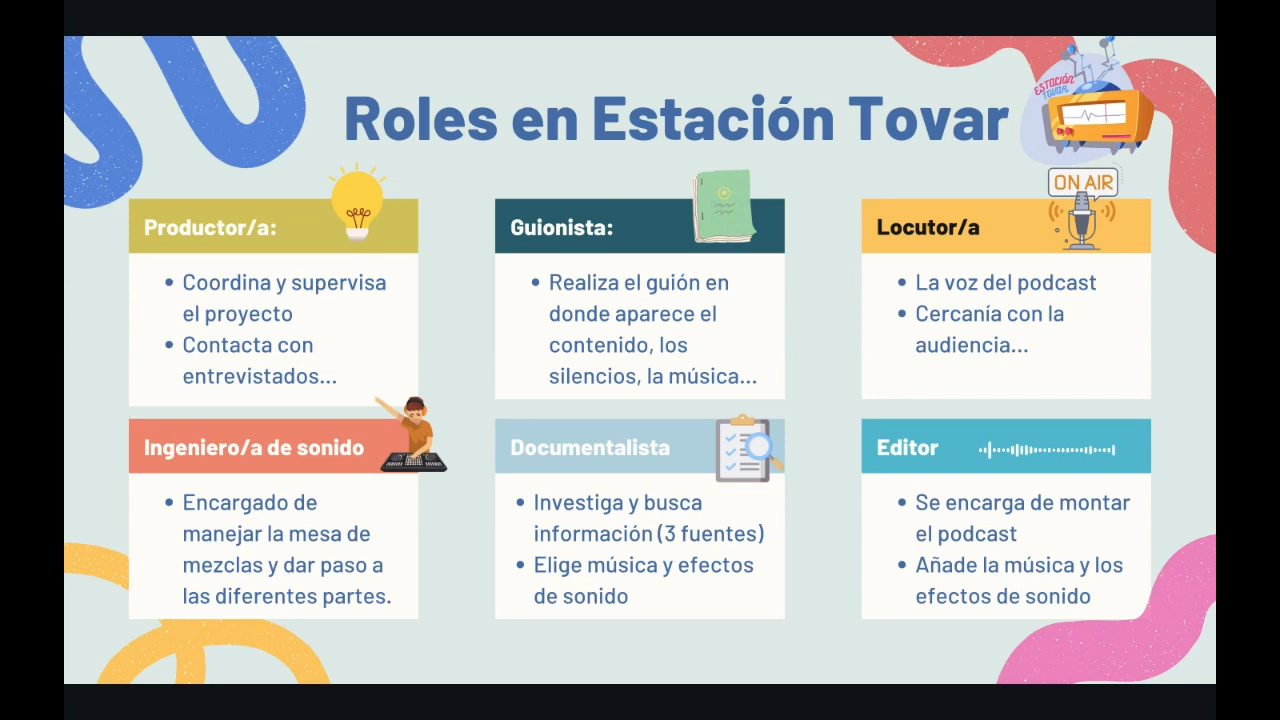 Roles en Estación Tovar
ESTACIÓN
TOVAR
ON AIR
Productor/a:
Coordina y supervisa
el proyecto
Contacta con
entrevistados...
Guionista:
Realiza el guión en
donde aparece el
contenido, los
silencios, la música...
Locutor/a
La voz del podcast
Cercanía con la
audiencia...
Ingeniero/a de sonido
Encargado de
manejar la mesa de
mezclas y dar paso a
las diferentes partes.
Documentalista
Investiga y busca
información (3 fuentes)
Elige música y efectos
de sonido
Editor
Se encarga de montar
el podcast
Añade la música y los
efectos de sonido